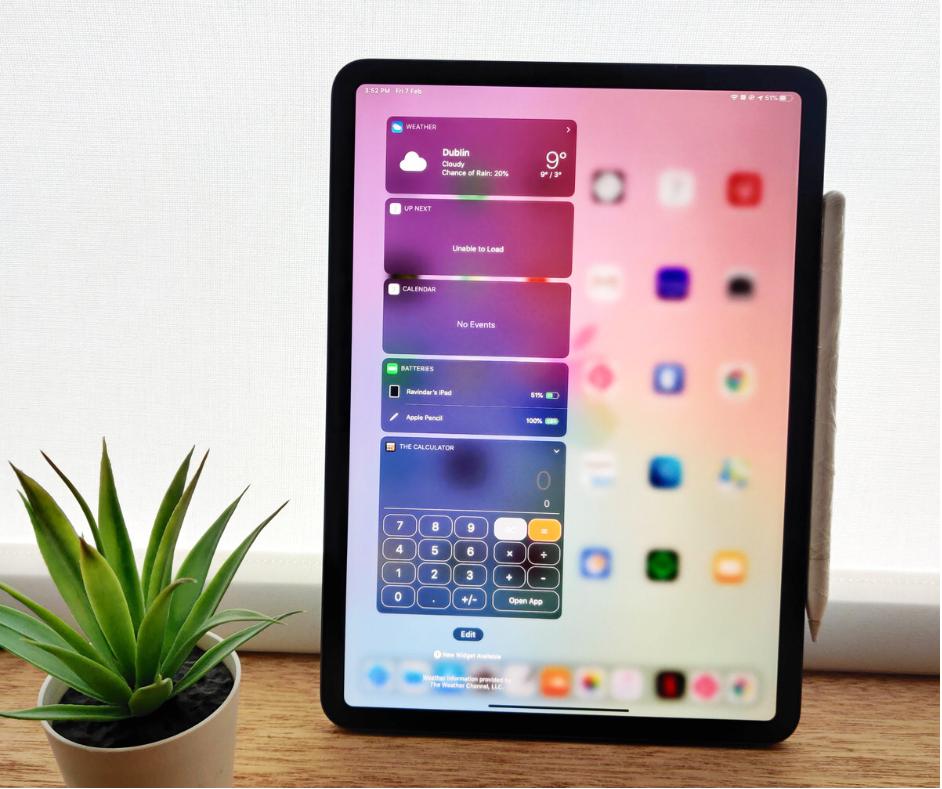 3:52 PM Fri 7 Feb
51%
WEATHER
Dublin
Cloudy
Chance of Rain: 20%
9°
9° / 3°
UP NEXT
Unable to Load
CALENDAR
No Events
BATTERIES
Ravindar's iPad 51%
Apple Pencil 100%
THE CALCULATOR
0
0
7 8 9 AC =
4 5 6 × ÷
1 2 3 + -
0 . +/- Open App
Edit
New Widget Available
Weather information provided by
The Weather Channel, LLC.